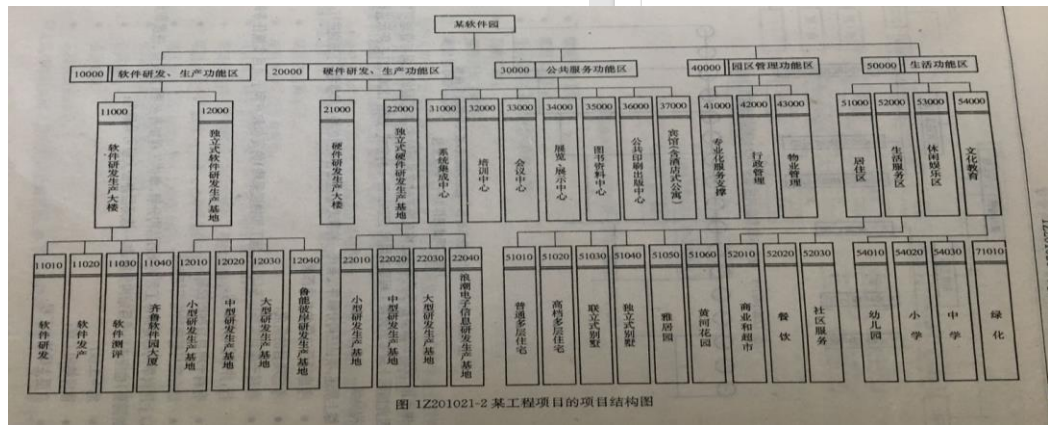 某软件园
10000 软件研发、生产功能区
20000 硬件研发、生产功能区
30000 公共服务功能区
40000 园区管理功能区
50000 生活功能区
11000 软件研发生产大楼
12000 独立式软件研发生产基地
21000 硬件研发生产大楼
22000 独立式硬件研发生产基地
31000 系统集成中心
32000 培训中心
33000 会议中心
34000 展览、展示中心
35000 图书资料中心
36000 公共印刷出版中心
37000 宾馆(含酒店式公寓)
41000 专业化服务支撑
42000 行政管理
43000 物业管理
51000 居住区
52000 生活服务区
53000 休闲娱乐区
54000 文化教育
11010 软件研发
11020 软件发产
11030 软件测评
11040 齐鲁软件园大厦
12010 小型研发生产基地
12020 中型研发生产基地
12030 大型研发生产基地
12040 鲁能彼岸研发生产基地
22010 小型研发生产基地
22020 中型研发生产基地
22030 大型研发生产基地
22040 浪潮电子信息研发生产基地
51010 普通多层住宅
51020 高档多层住宅
51030 联立式别墅
51040 独立式别墅
51050 雅居园
51060 黄河花园
52010 商业和超市
52020 餐饮
52030 社区服务
54010 幼儿园
54020 小学
54030 中学
71010 绿化
图 1Z201021-2 某工程项目的项目结构图